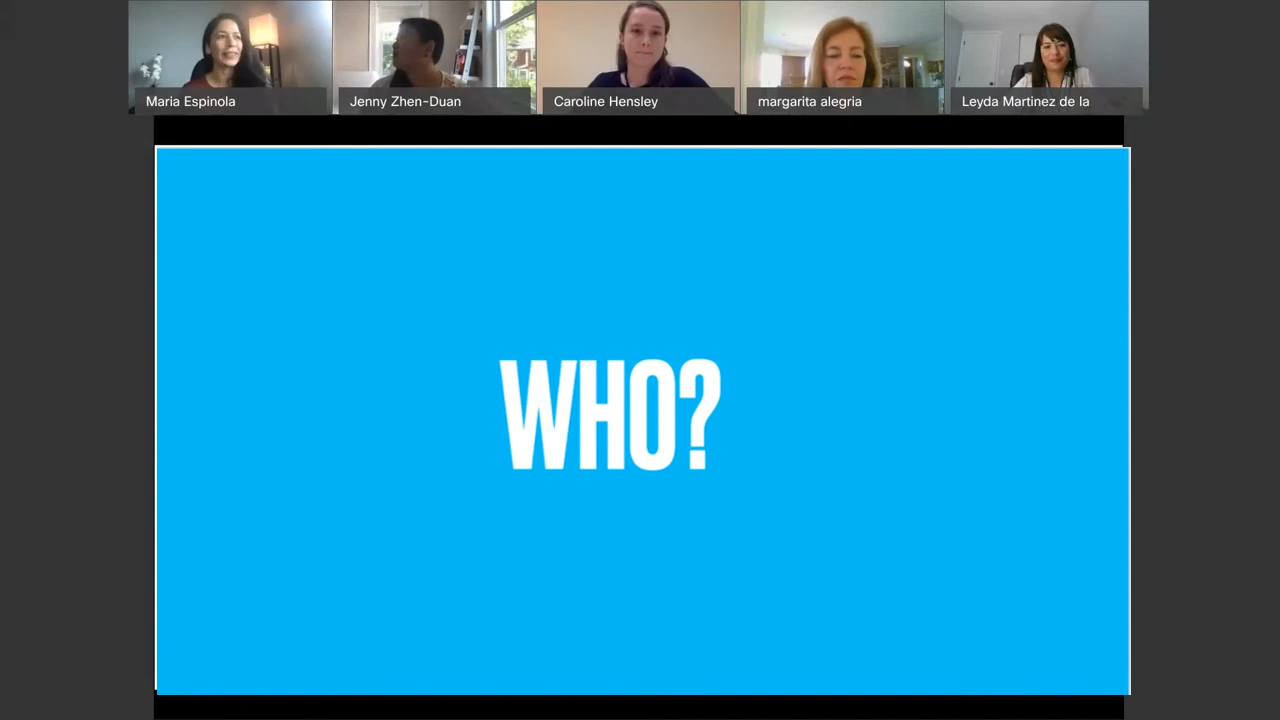 Maria Espinola
Jenny Zhen-Duan
Caroline Hensley
margarita alegria
Leyda Martinez de la
WHO?